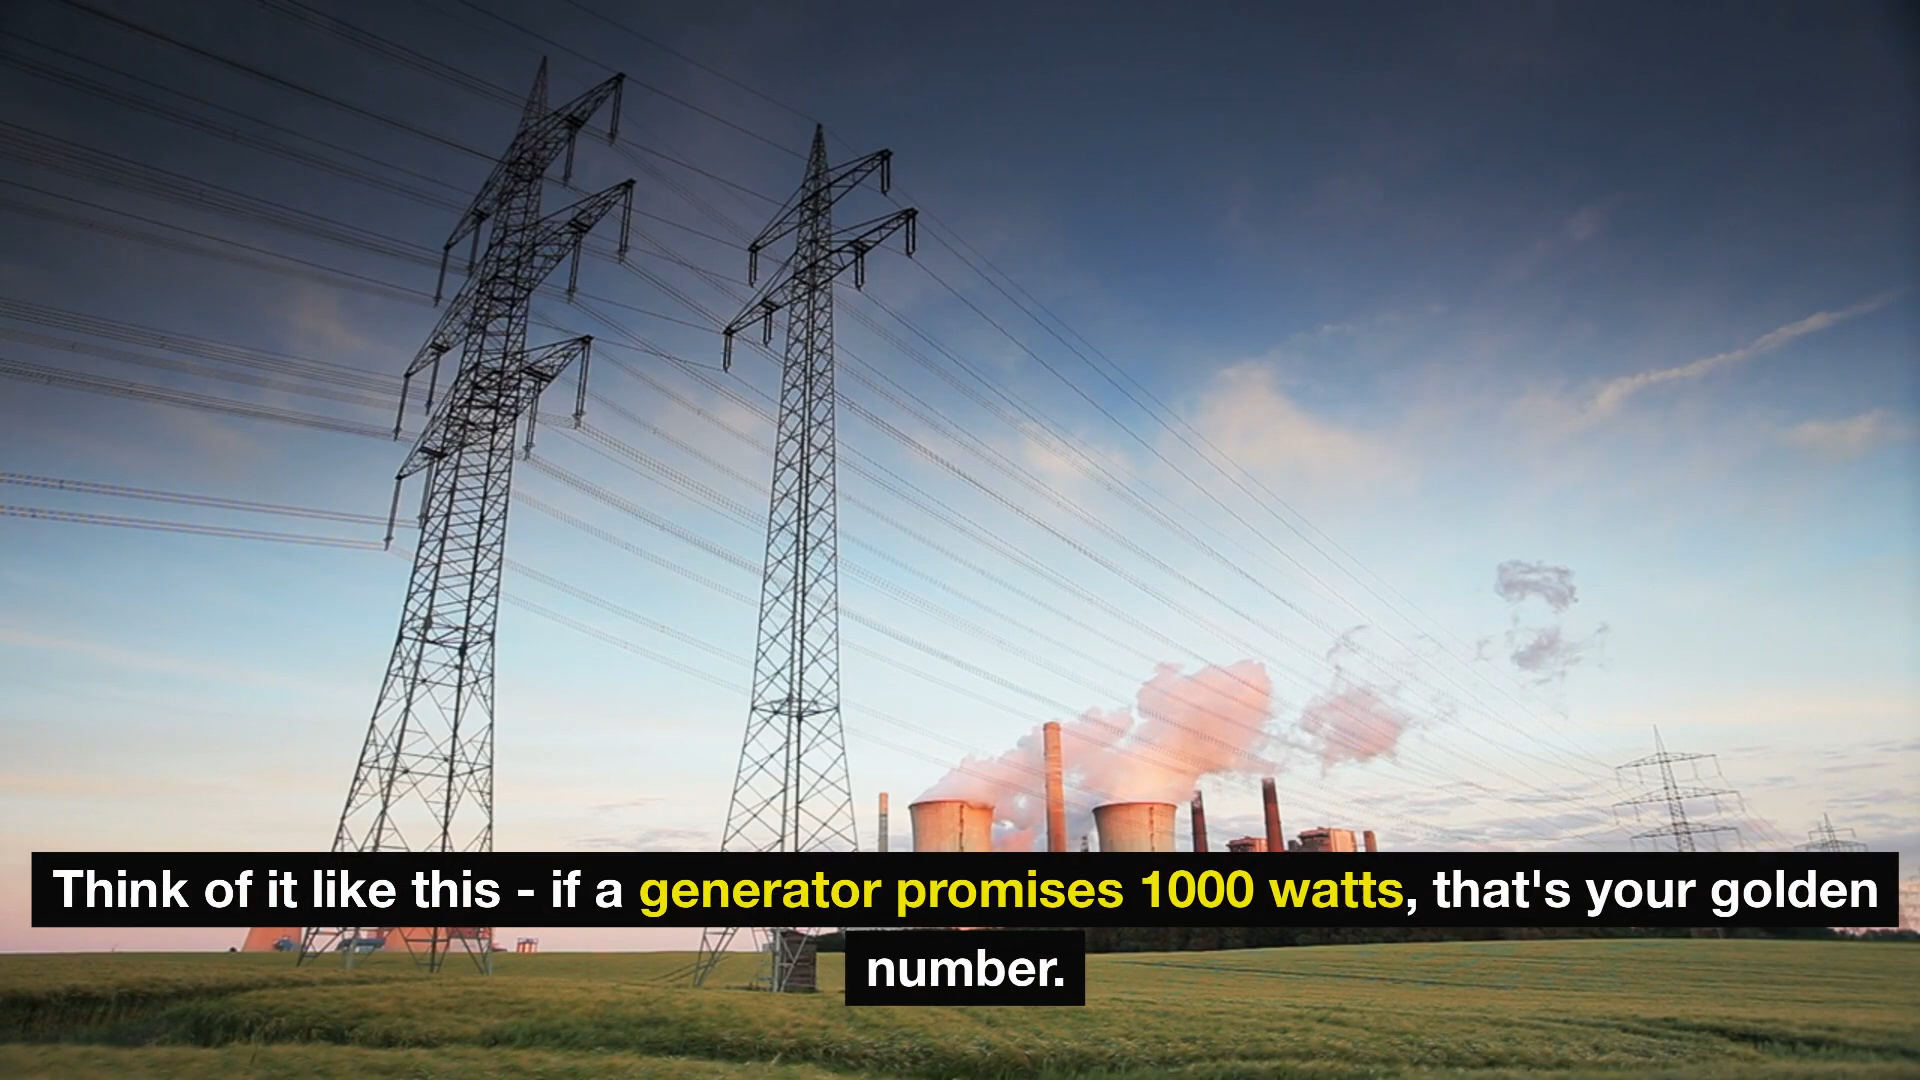 Think of it like this - if a generator promises 1000 watts, that's your golden
number.